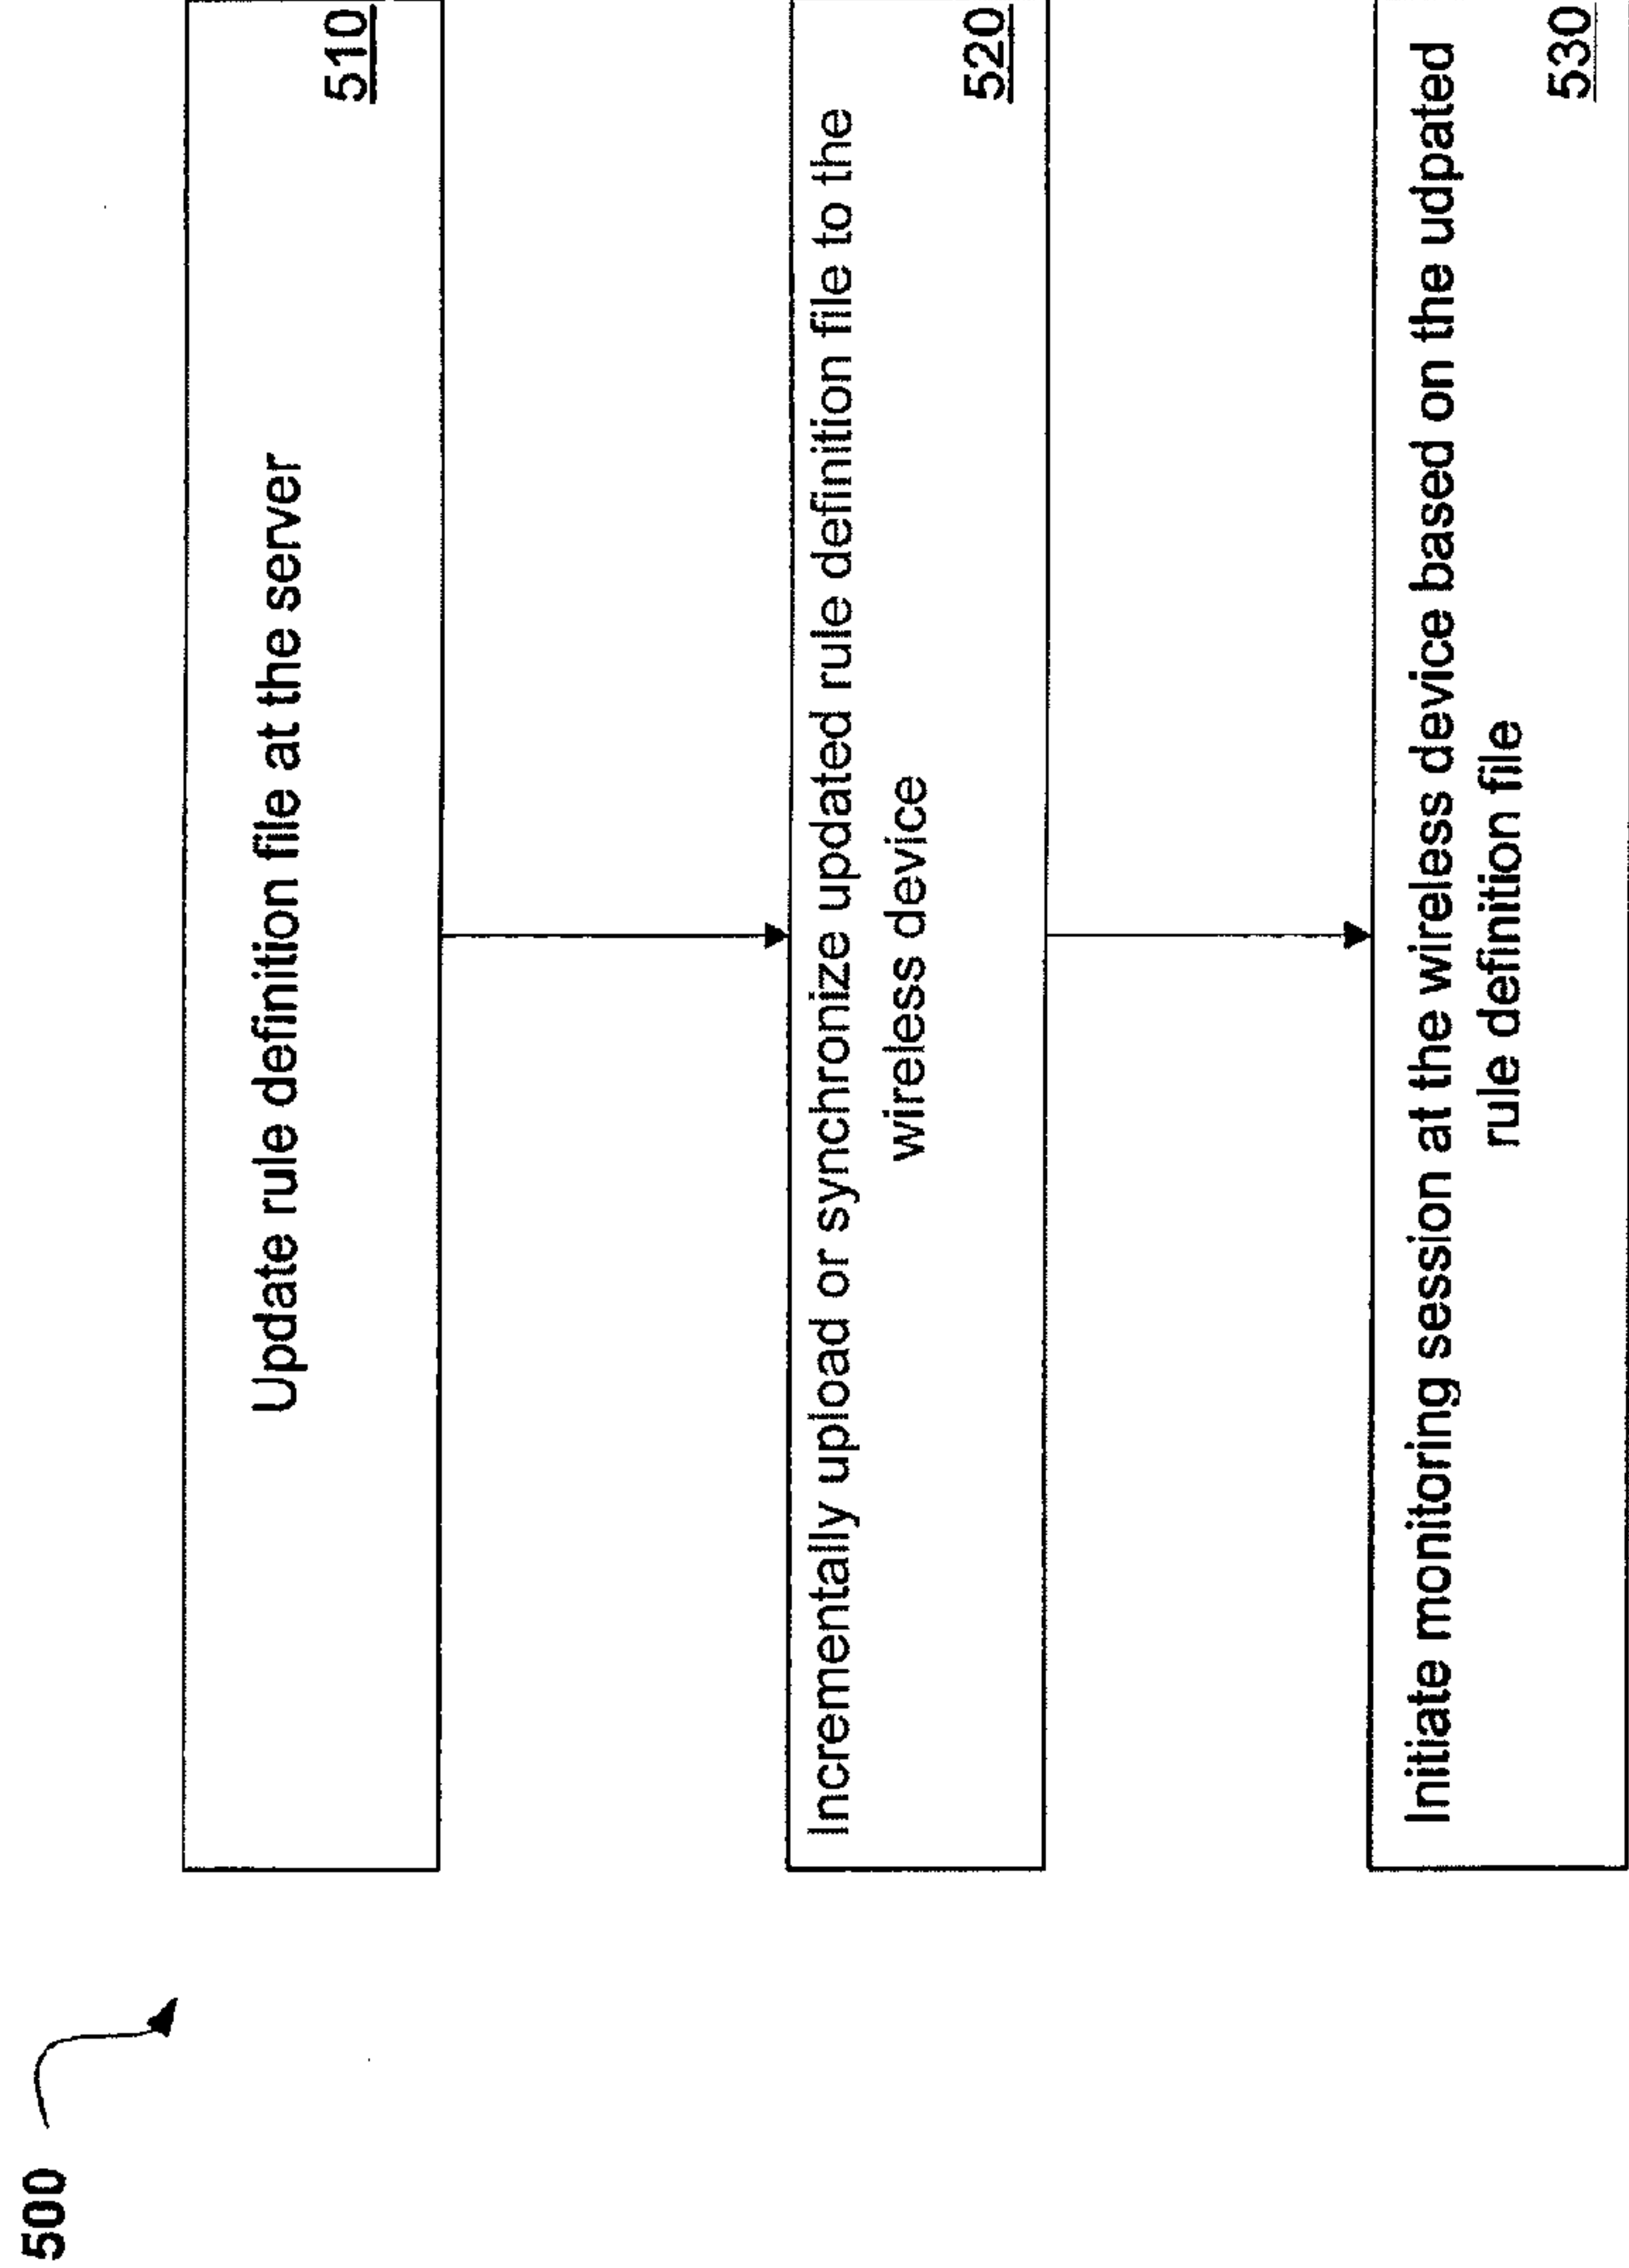 500
Update rule definition file at the server
510
Incrementally upload or synchronize updated rule definition file to the
wireless device
520
Initiate monitoring session at the wireless device based on the udpated
rule definition file
530